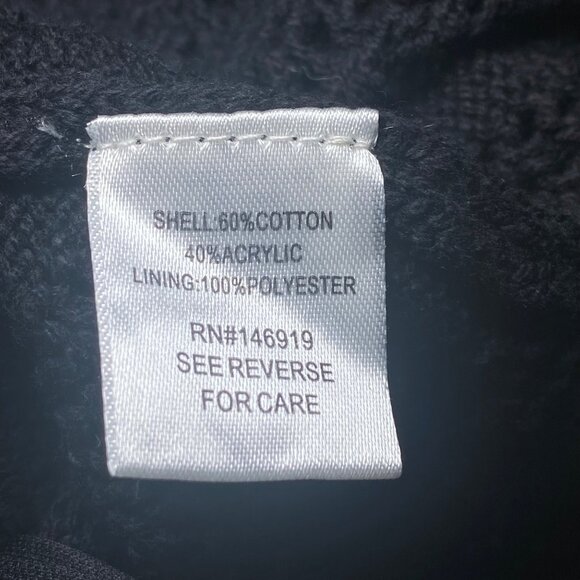 SHELL:60%COTTON
40%ACRYLIC
LINING:100%POLYESTER
RN#146919
SEE REVERSE
FOR CARE